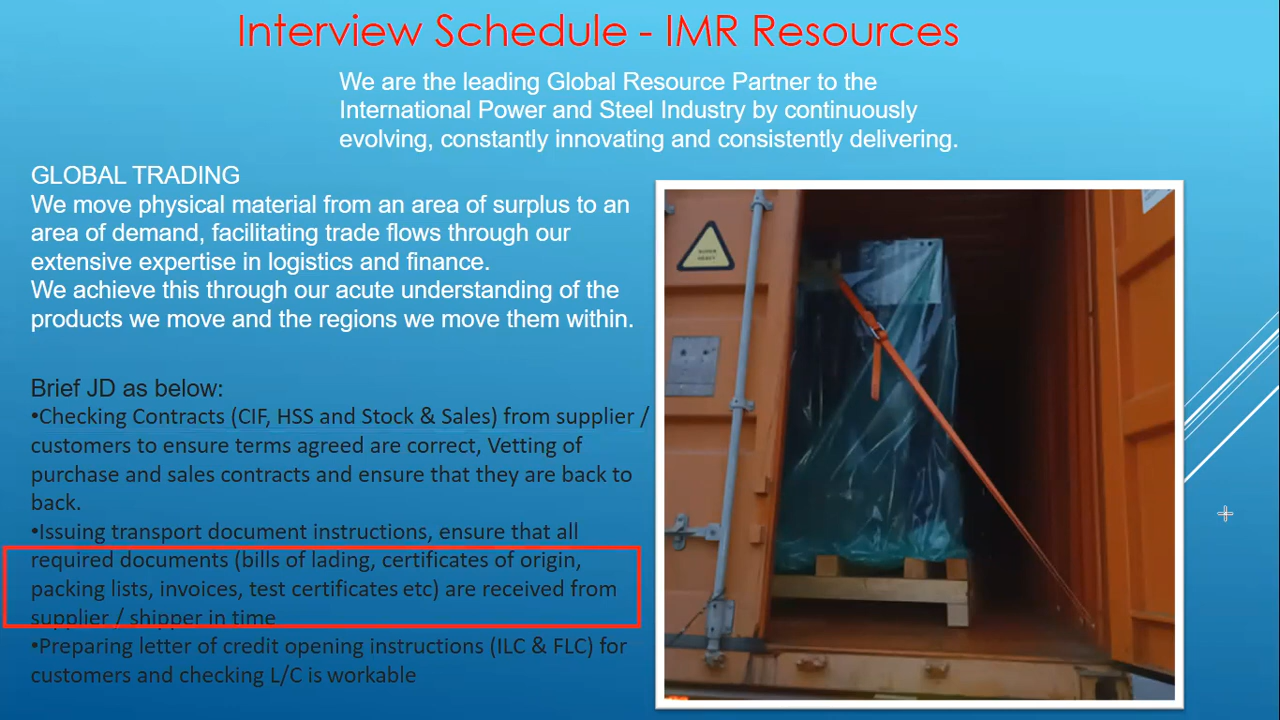 Interview Schedule - IMR Resources
We are the leading Global Resource Partner to the
International Power and Steel Industry by continuously
evolving, constantly innovating and consistently delivering.
GLOBAL TRADING
We move physical material from an area of surplus to an
area of demand, facilitating trade flows through our
extensive expertise in logistics and finance.
We achieve this through our acute understanding of the
products we move and the regions we move them within.
Brief JD as below:
•Checking Contracts (CIF, HSS and Stock & Sales) from supplier /
customers to ensure terms agreed are correct, Vetting of
purchase and sales contracts and ensure that they are back to
back.
•Issuing transport document instructions, ensure that all
required documents (bills of lading, certificates of origin,
packing lists, invoices, test certificates etc) are received from
supplier / shipper in time
•Preparing letter of credit opening instructions (ILC & FLC) for
customers and checking L/C is workable